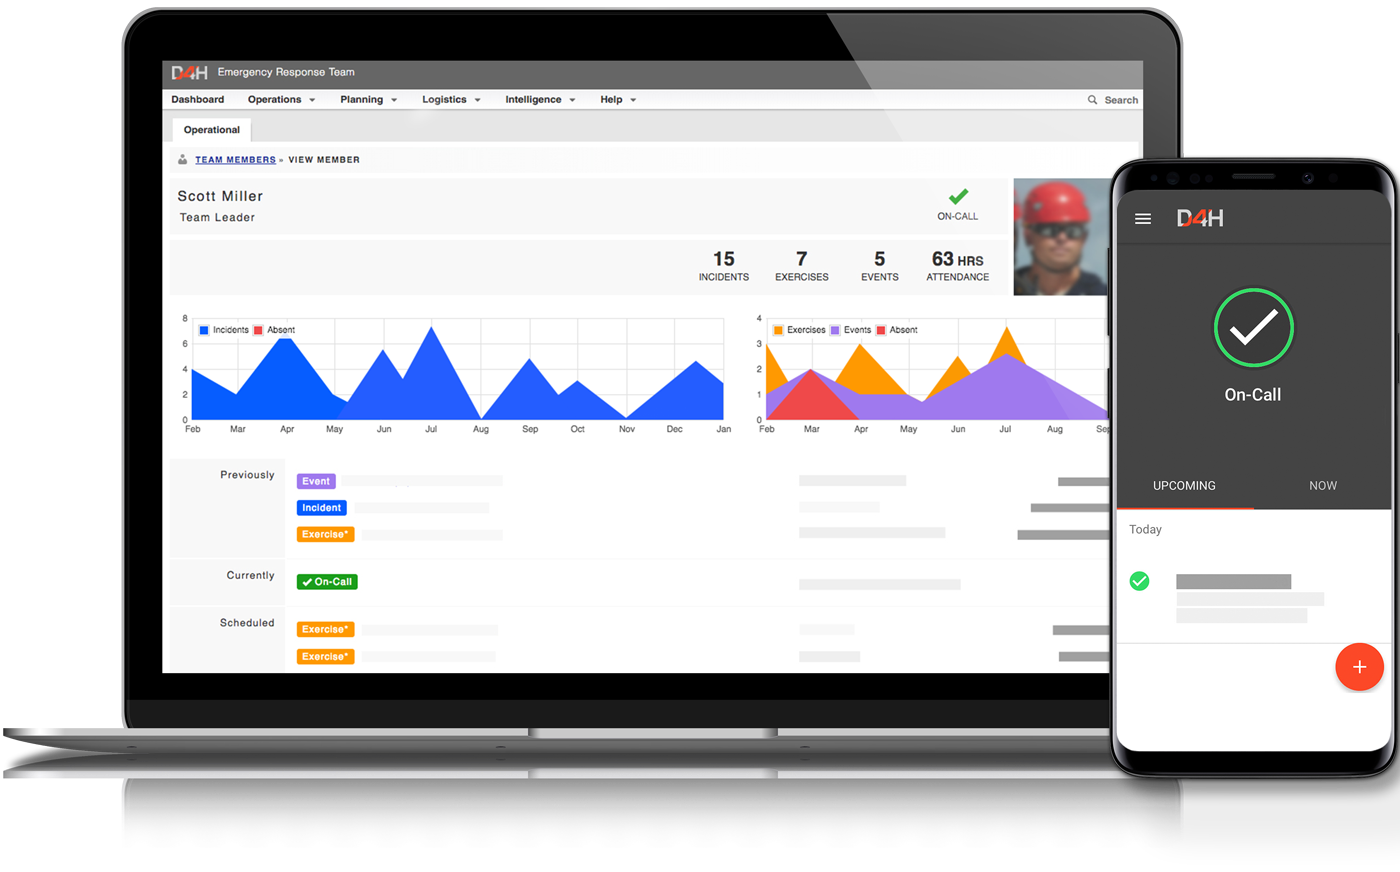 D4H Emergency Response Team
Dashboard Operations Planning Logistics Intelligence Help Search
Operational
TEAM MEMBERS » VIEW MEMBER
Scott Miller
Team Leader
ON-CALL
15 7 5 63 HRS
INCIDENTS EXERCISES EVENTS ATTENDANCE
8
6
4
2
0
Incidents Absent
Feb Mar Apr May Jun Jul Aug Sep Oct Nov Dec Jan
4
3
2
1
0
Exercises Events Absent
Feb Mar Apr May Jun Jul Aug Sep
Previously
Event
Incident
Exercise*
Currently
On-Call
Scheduled
Exercise*
Exercise*
D4H
On-Call
UPCOMING NOW
Today
+